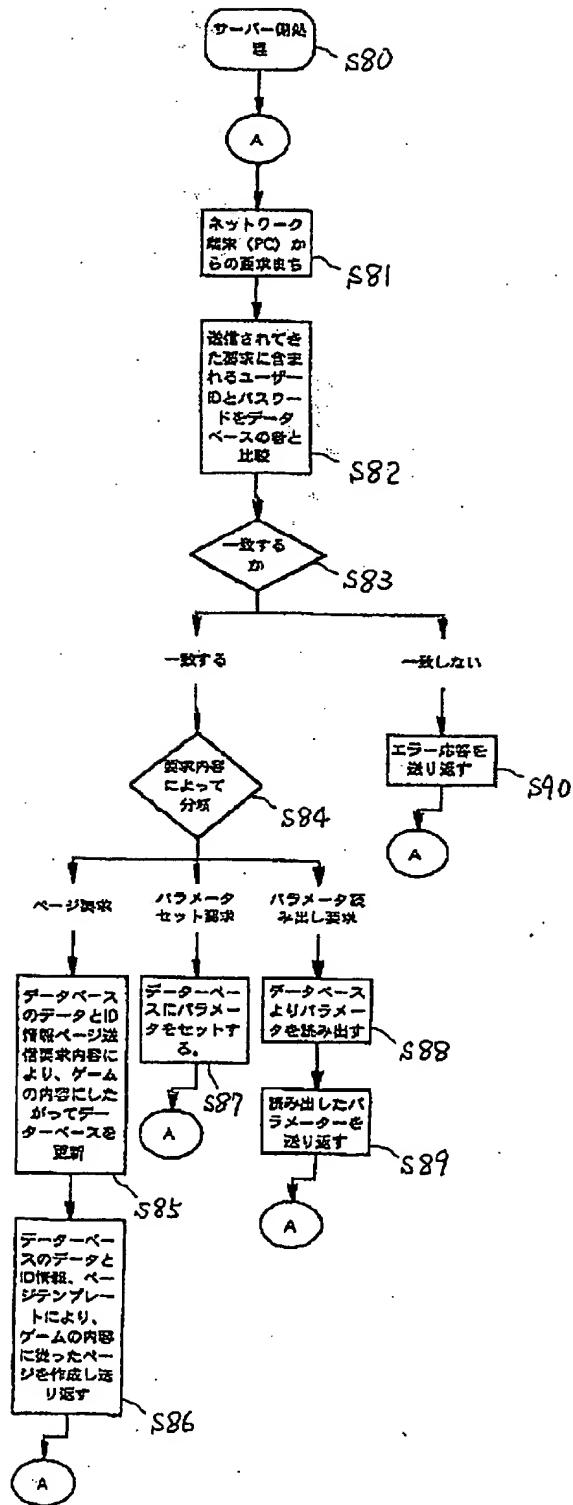 サーバー側処
理
S80
A
ネットワーク
端末（PC）か
らの要求まち
S81
送信されてき
た要求に含ま
れるユーザー
IDとパスワー
ドをデータ
ベースの各と
比較
S82
一致する
か
S83
一致する
一致しない
要求内容
によって
分岐
S84
エラー応答を
送り返す
S90
A
ページ要求
パラメータ
セット要求
パラメータ読
み出し要求
データベース
のデータとID
情報ページ送
信要求内容に
より、ゲーム
の内容にした
がってデー
ターベースを
更新
S85
データーベー
スにパラメー
タをセットす
る。
S87
A
データベース
よりパラメー
タを読み出す
S88
読み出したパ
ラメーターを
送り返す
S89
A
データーベー
スのデータと
ID情報、ペー
ジテンプレー
トにより、
ゲームの内容
に従ったペー
ジを作成し送
り返す
S86
A